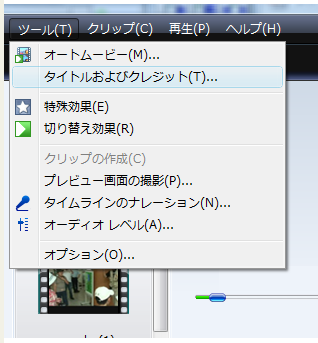 ツール(T) クリップ(C) 再生(P) ヘルプ(H)
オートムービー(M)...
タイトルおよびクレジット(T)...
特殊効果(E)
切り替え効果(R)
クリップの作成(C)
プレビュー画面の撮影(P)...
タイムラインのナレーション(N)...
オーディオ レベル(A)...
オプション(O)...